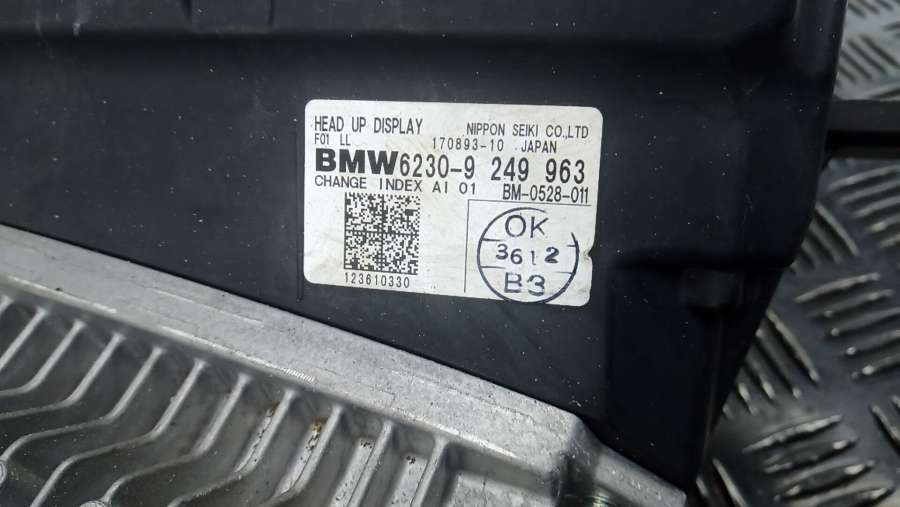 HEAD UP DISPLAY NIPPON SEIKI CO.,LTD
F01 LL 170893-10 JAPAN
BMW 6230-9 249 963
CHANGE INDEX AI 01 BM-0528-011
OK
3612
B3
123610330